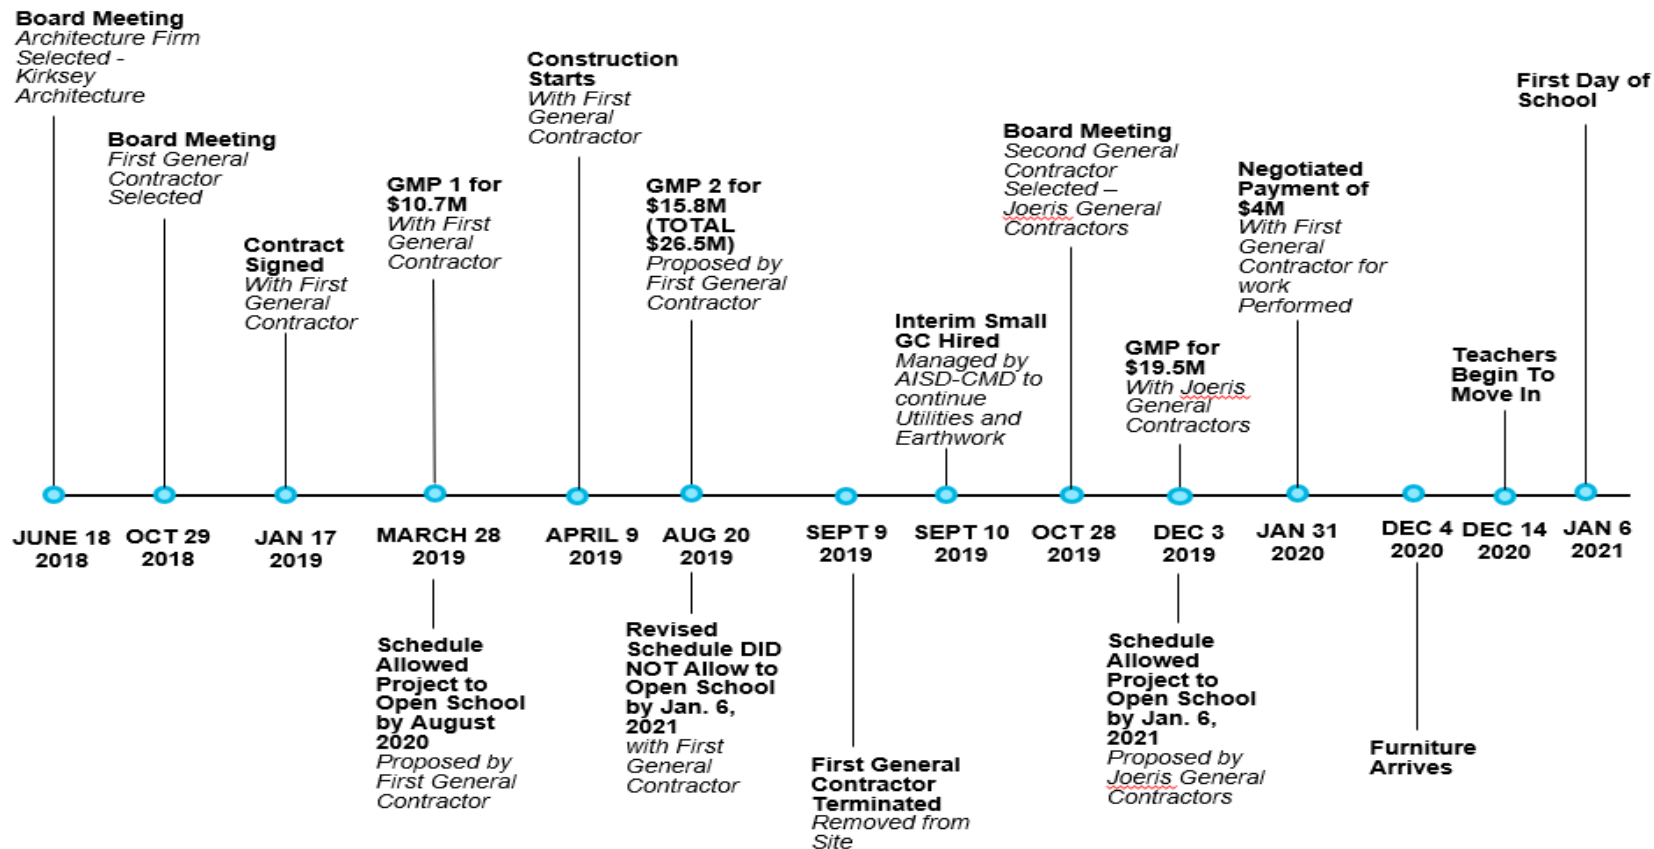 Board Meeting
Architecture Firm
Selected -
Kirksey
Architecture
Board Meeting
First General
Contractor
Selected
Contract
Signed
With First
General
Contractor
GMP 1 for
$10.7M
With First
General
Contractor
Construction
Starts
With First
General
Contractor
GMP 2 for
$15.8M
(TOTAL
$26.5M)
Proposed by
First General
Contractor
Interim Small
GC Hired
Managed by
AISD-CMD to
continue
Utilities and
Earthwork
Board Meeting
Second General
Contractor
Selected –
Joeris General
Contractors
GMP for
$19.5M
With Joeris
General
Contractors
Negotiated
Payment of
$4M
With First
General
Contractor for
work
Performed
Teachers
Begin To
Move In
First Day of
School
JUNE 18
2018
OCT 29
2018
JAN 17
2019
MARCH 28
2019
APRIL 9
2019
AUG 20
2019
SEPT 9
2019
SEPT 10
2019
OCT 28
2019
DEC 3
2019
JAN 31
2020
DEC 4
2020
DEC 14
2020
JAN 6
2021
Schedule
Allowed
Project to
Open School
by August
2020
Proposed by
First General
Contractor
Revised
Schedule DID
NOT Allow to
Open School
by Jan. 6,
2021
with First
General
Contractor
First General
Contractor
Terminated
Removed from
Site
Schedule
Allowed
Project to
Open School
by Jan. 6,
2021
Proposed by
Joeris General
Contractors
Furniture
Arrives